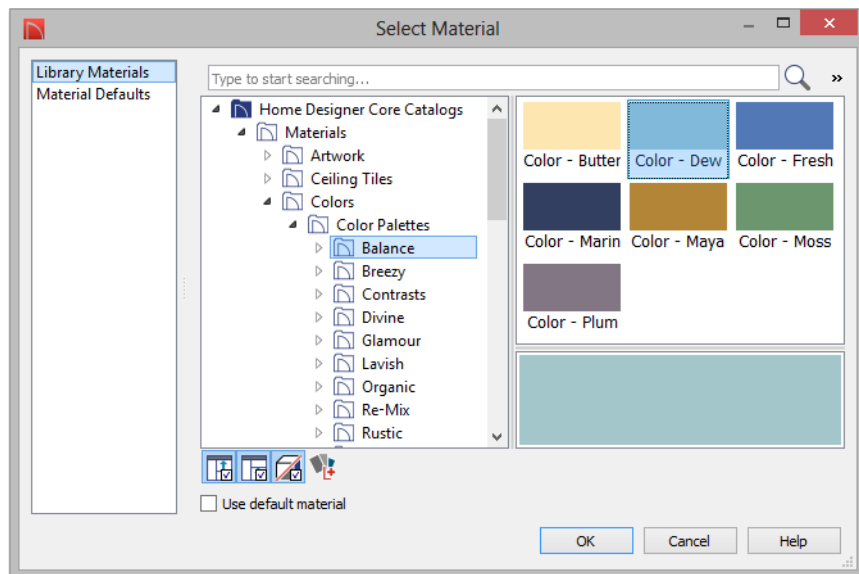 Select Material
Library Materials
Material Defaults
Type to start searching...
»
Home Designer Core Catalogs
Materials
Artwork
Ceiling Tiles
Colors
Color Palettes
Balance
Breezy
Contrasts
Divine
Glamour
Lavish
Organic
Re-Mix
Rustic
Color - Butter Color - Dew Color - Fresh
Color - Marin Color - Maya Color - Moss
Color - Plum
Use default material
OK Cancel Help